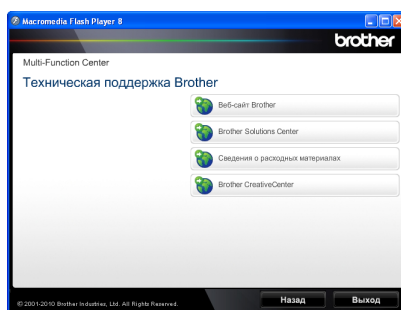 Macromedia Flash Player 8
brother
Multi-Function Center
Техническая поддержка Brother
Веб-сайт Brother
Brother Solutions Center
Сведения о расходных материалах
Brother CreativeCenter
© 2001-2010 Brother Industries, Ltd. All Rights Reserved.
Назад
Выход